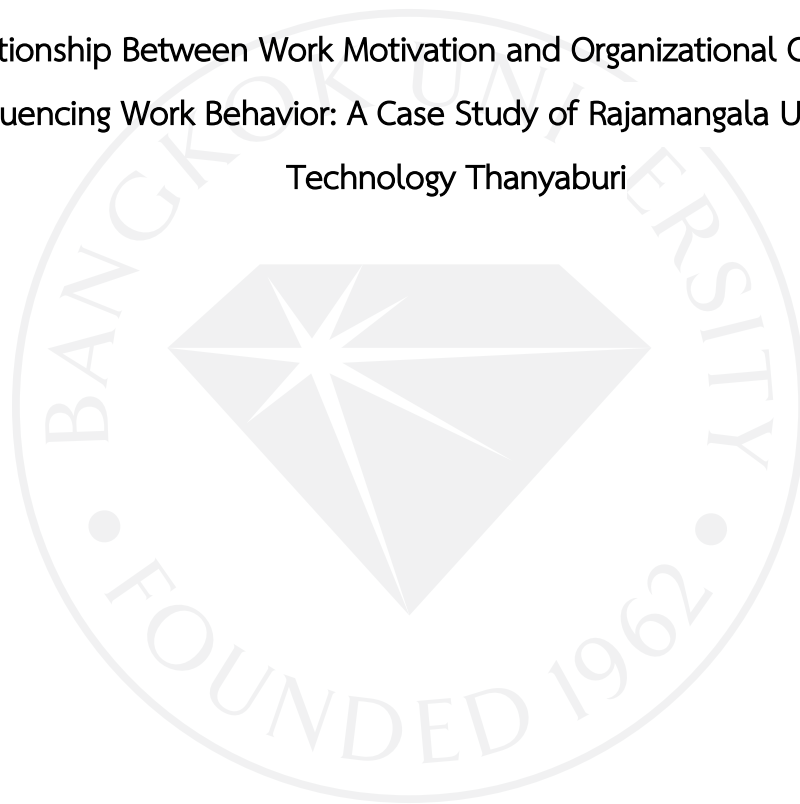 tionship Between Work Motivation and Organizational C
uencing Work Behavior: A Case Study of Rajamangala U
Technology Thanyaburi
BANGKOK UNIVERSITY
FOUNDED 1962